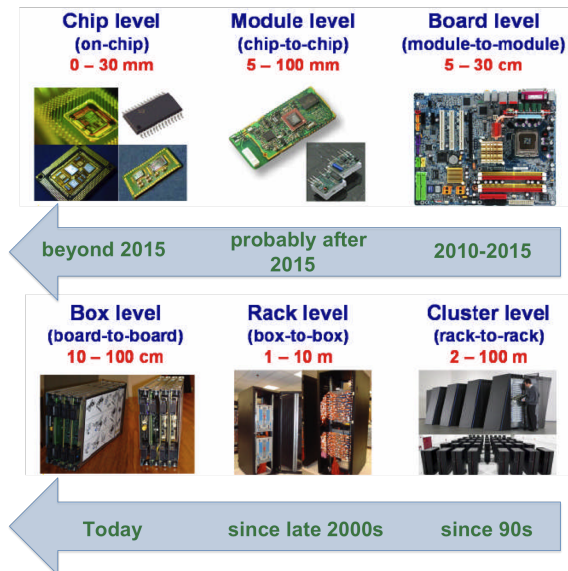 Chip level
(on-chip)
0 – 30 mm
Module level
(chip-to-chip)
5 – 100 mm
Board level
(module-to-module)
5 – 30 cm
beyond 2015
probably after
2015
2010-2015
Box level
(board-to-board)
10 – 100 cm
Rack level
(box-to-box)
1 – 10 m
Cluster level
(rack-to-rack)
2 – 100 m
Today
since late 2000s
since 90s